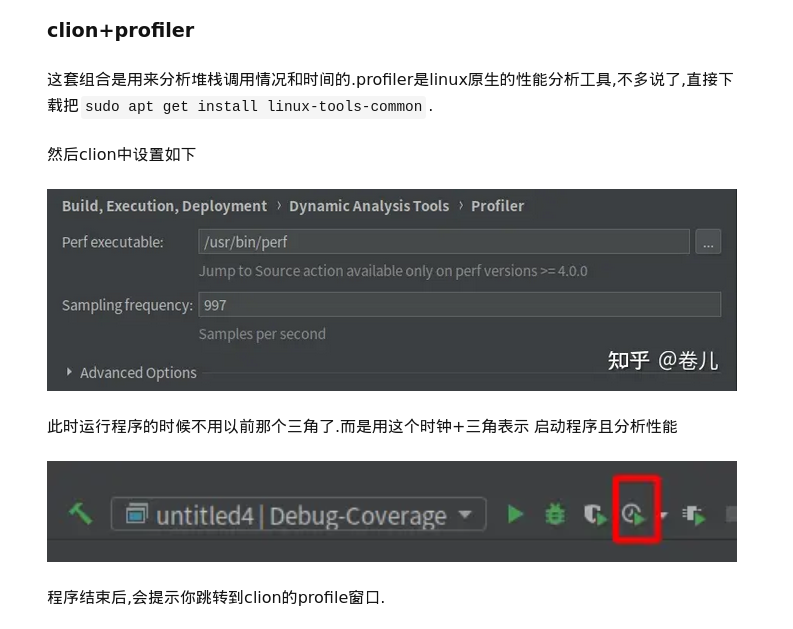 clion+profiler
这套组合是用来分析堆栈调用情况和时间的.profiler是linux原生的性能分析工具,不多说了,直接下
载把 sudo apt get install linux-tools-common .
然后clion中设置如下
Build, Execution, Deployment › Dynamic Analysis Tools › Profiler
Perf executable: /usr/bin/perf ...
Jump to Source action available only on perf versions >= 4.0.0
Sampling frequency: 997
Samples per second
知乎 @卷儿
Advanced Options
此时运行程序的时候不用以前那个三角了.而是用这个时钟+三角表示 启动程序且分析性能
untitled4 | Debug-Coverage
程序结束后,会提示你跳转到clion的profile窗口.